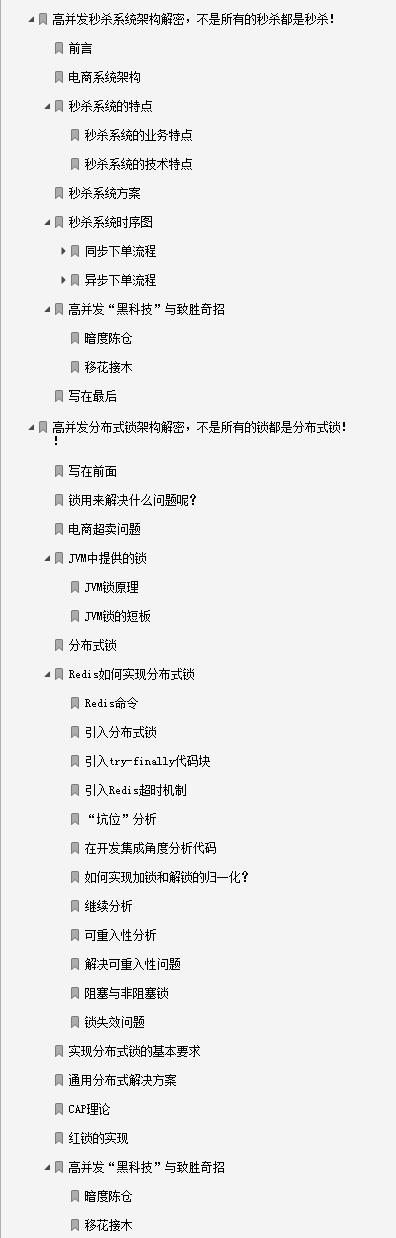 高并发秒杀系统架构解密，不是所有的秒杀都是秒杀！
前言
电商系统架构
秒杀系统的特点
秒杀系统的业务特点
秒杀系统的技术特点
秒杀系统方案
秒杀系统时序图
同步下单流程
异步下单流程
高并发“黑科技”与致胜奇招
暗度陈仓
移花接木
写在最后
高并发分布式锁架构解密，不是所有的锁都是分布式锁！
！
写在前面
锁用来解决什么问题呢？
电商超卖问题
JVM中提供的锁
JVM锁原理
JVM锁的短板
分布式锁
Redis如何实现分布式锁
Redis命令
引入分布式锁
引入try-finally代码块
引入Redis超时机制
“坑位”分析
在开发集成角度分析代码
如何实现加锁和解锁的归一化？
继续分析
可重入性分析
解决可重入性问题
阻塞与非阻塞锁
锁失效问题
实现分布式锁的基本要求
通用分布式解决方案
CAP理论
红锁的实现
高并发“黑科技”与致胜奇招
暗度陈仓
移花接木